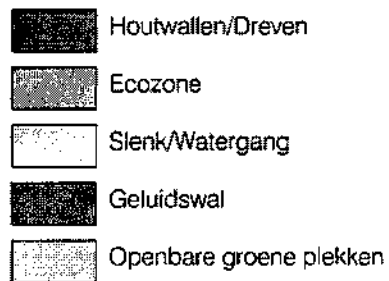 Houtwallen/Dreven
Ecozone
Slenk/Watergang
Geluidswal
Openbare groene plekken